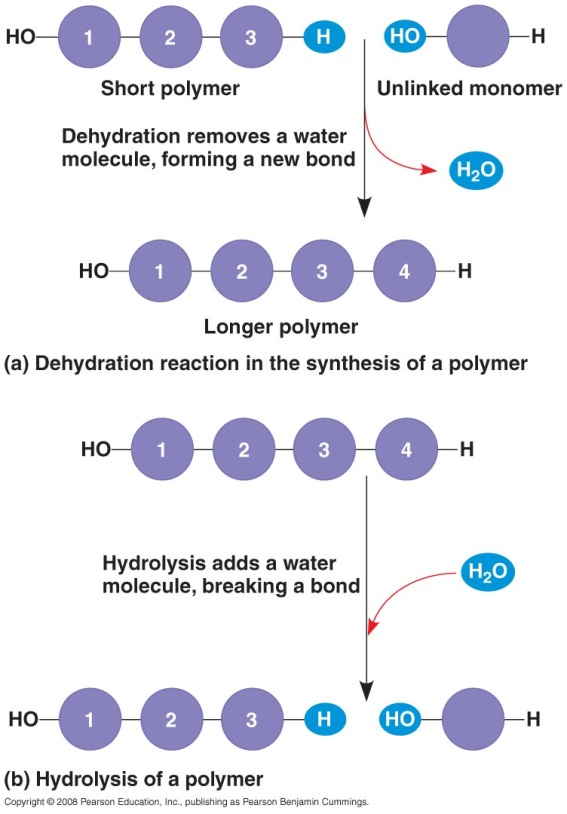 HO 1 2 3 H HO H
Short polymer Unlinked monomer
Dehydration removes a water
molecule, forming a new bond
H₂O
HO 1 2 3 4 H
Longer polymer
(a) Dehydration reaction in the synthesis of a polymer
HO 1 2 3 4 H
Hydrolysis adds a water
molecule, breaking a bond
H₂O
HO 1 2 3 H HO H
(b) Hydrolysis of a polymer
Copyright © 2008 Pearson Education, Inc., publishing as Pearson Benjamin Cummings.